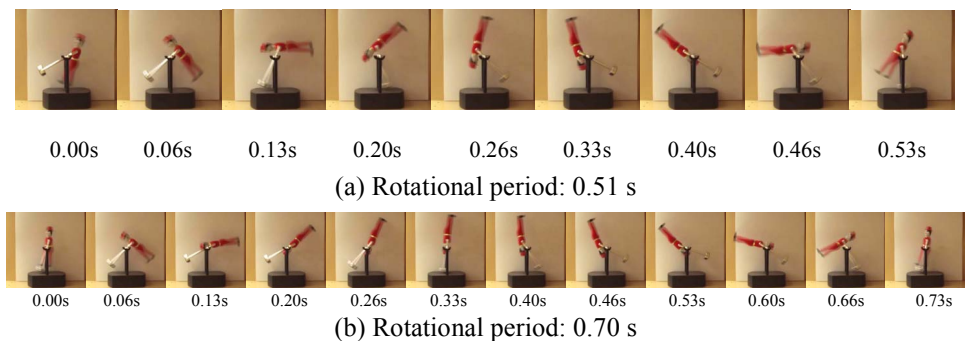 0.00s 0.06s 0.13s 0.20s 0.26s 0.33s 0.40s 0.46s 0.53s
(a) Rotational period: 0.51 s
0.00s 0.06s 0.13s 0.20s 0.26s 0.33s 0.40s 0.46s 0.53s 0.60s 0.66s 0.73s
(b) Rotational period: 0.70 s